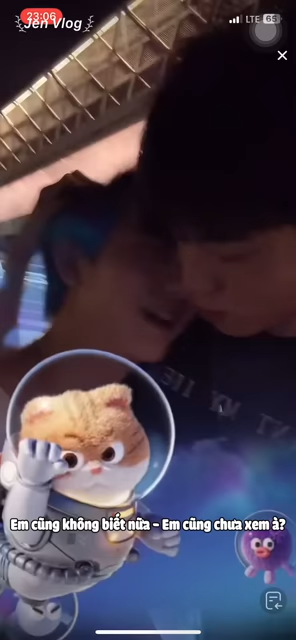 23:06
Jen Vlog
LTE 65
Em cũng không biết nữa - Em cũng chưa xem à?